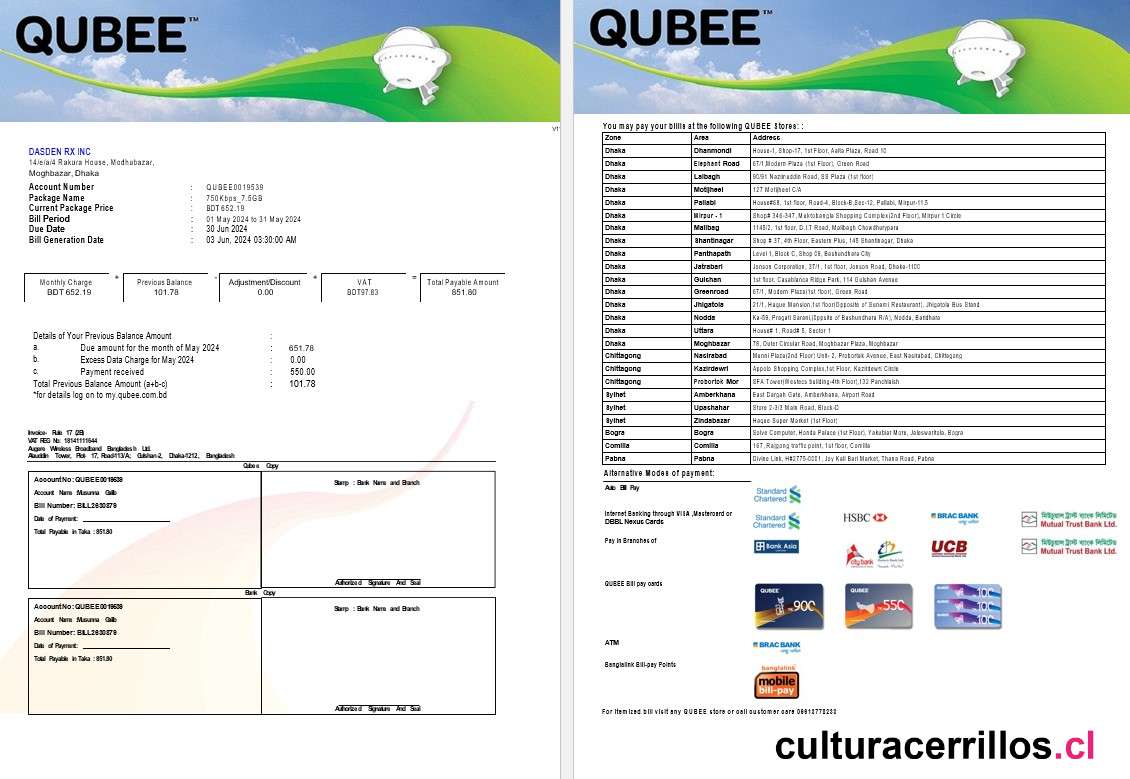 QUBEE™
V1
DASDEN RX INC
14/e/a/4 Rakura House, Modhubazar,
Moghbazar, Dhaka
Account Number : QUBEE0019539
Package Name : 750Kbps_7.5GB
Current Package Price : BDT 652.19
Bill Period : 01 May 2024 to 31 May 2024
Due Date : 30 Jun 2024
Bill Generation Date : 03 Jun, 2024 03:30:00 AM
Monthly Charge + Previous Balance - Adjustment/Discount + VAT = Total Payable Amount
BDT 652.19 101.78 0.00 BDT97.83 851.80
Details of Your Previous Balance Amount :
a. Due amount for the month of May 2024 : 651.78
b. Excess Data Charge for May 2024 : 0.00
c. Payment received : 550.00
Total Previous Balance Amount (a+b-c) : 101.78
*for details log on to my.qubee.com.bd
Invoice- Rule 17 (2B)
VAT REG No: 18141111644
Augere Wireless Broadband Bangladesh Ltd.
Alauddin Tower, Plot- 17, Road-113/A; Gulshan-2, Dhaka-1212, Bangladesh
Qubee Copy
Account No : QUBEE0019539
Account Name :Musunna Galib
Bill Number: BILL2630879
Date of Payment:
Total Payable in Taka : 851.80
Stamp : Bank Name and Branch
Authorized Signature And Seal
Bank Copy
Account No : QUBEE0019539
Account Name :Musunna Galib
Bill Number: BILL2630879
Date of Payment:
Total Payable in Taka : 851.80
Stamp : Bank Name and Branch
Authorized Signature And Seal
QUBEE™
You may pay your bills at the following QUBEE Stores: :
Zone Area Address
Dhaka Dhanmondi House-1, Shop-17, 1st Floor, Aalta Plaza, Road 10
Dhaka Elephant Road 67/1,Modern Plaza (1st Floor), Green Road
Dhaka Lalbagh 90/91 Nazimuddin Road, SS Plaza (1st floor)
Dhaka Motijheel 127 Motijheel C/A
Dhaka Pallabi House#68, 1st floor, Road-4, Block-B,Sec-12, Pallabi, Mirpur-11.5
Dhaka Mirpur - 1 Shop# 346-347, Muktobangla Shopping Complex(2nd Floor), Mirpur 1 Circle
Dhaka Malibag 1145/2, 1st floor, D.I.T Road, Malibagh Chowdhurypara
Dhaka Shantinagar Shop # 37, 4th Floor, Eastern Plus, 145 Shantinagar, Dhaka
Dhaka Panthapath Level 1, Block C, Shop 09, Bashundhara City
Dhaka Jatrabari Jonson Corporation, 37/1, 1st floor, Jonson Road, Dhaka-1100
Dhaka Gulshan 1st floor, Casablanca Ridge Park, 114 Gulshan Avenue
Dhaka Greenroad 67/1, Modern Plaza(1st floor), Green Road
Dhaka Jhigatola 21/1, Haque Mansion,1st floor(Opposite of Sunami Restaurant), Jhigatola Bus Stand
Dhaka Nodda Ka-59, Pragati Sarani,(Oppsite of Bashundhara R/A), Nodda, Baridhara
Dhaka Uttara House# 1, Road# 5, Sector 1
Dhaka Moghbazar 78, Outer Circular Road, Moghbazar Plaza, Moghbazar
Chittagong Nasirabad Manni Plaza(2nd Floor) Unit- 2, Probortek Avenue, East Nasirabad, Chittagong
Chittagong Kazirdewri Appolo Shopping Complex,1st Floor, Kazirdewri Circle
Chittagong Probortok Mor SFA Tower(Westecs building-4th Floor),132 Panchlaish
Sylhet Amberkhana East Dargah Gate, Amberkhana, Airport Road
Sylhet Upashahar Store 2-3/3 Main Road, Block-D
Sylhet Zindabazar Haque Super Market (1st Floor)
Bogra Bogra Solve Computer, Honda Palace (1st Floor), Yakubiar More, Jaleswaritola, Bogra
Comilla Comilla 167, Rajgong traffic point, 1st floor, Comilla
Pabna Pabna Divine Link, H#2775-0001, Joy Kali Bari Market, Thana Road, Pabna
Alternative Modes of payment:
Auto Bill Pay
Standard Chartered
Internet Banking through VISA ,Mastercard or DBBL Nexus Cards
Standard Chartered
HSBC
BRAC BANK
মিউচুয়াল ট্রাস্ট ব্যাংক লিমিটেড
Mutual Trust Bank Ltd.
Pay in Branches of
Bank Asia
city bank
UCB
মিউচুয়াল ট্রাস্ট ব্যাংক লিমিটেড
Mutual Trust Bank Ltd.
QUBEE Bill pay cards
QUBEE 900
QUBEE 550
100
100
100
ATM
BRAC BANK
Banglalink Bill-pay Points
banglalink
mobile
bill-pay
For itemized bill visit any QUBEE store or call customer care 09613778233
culturacerrillos.cl